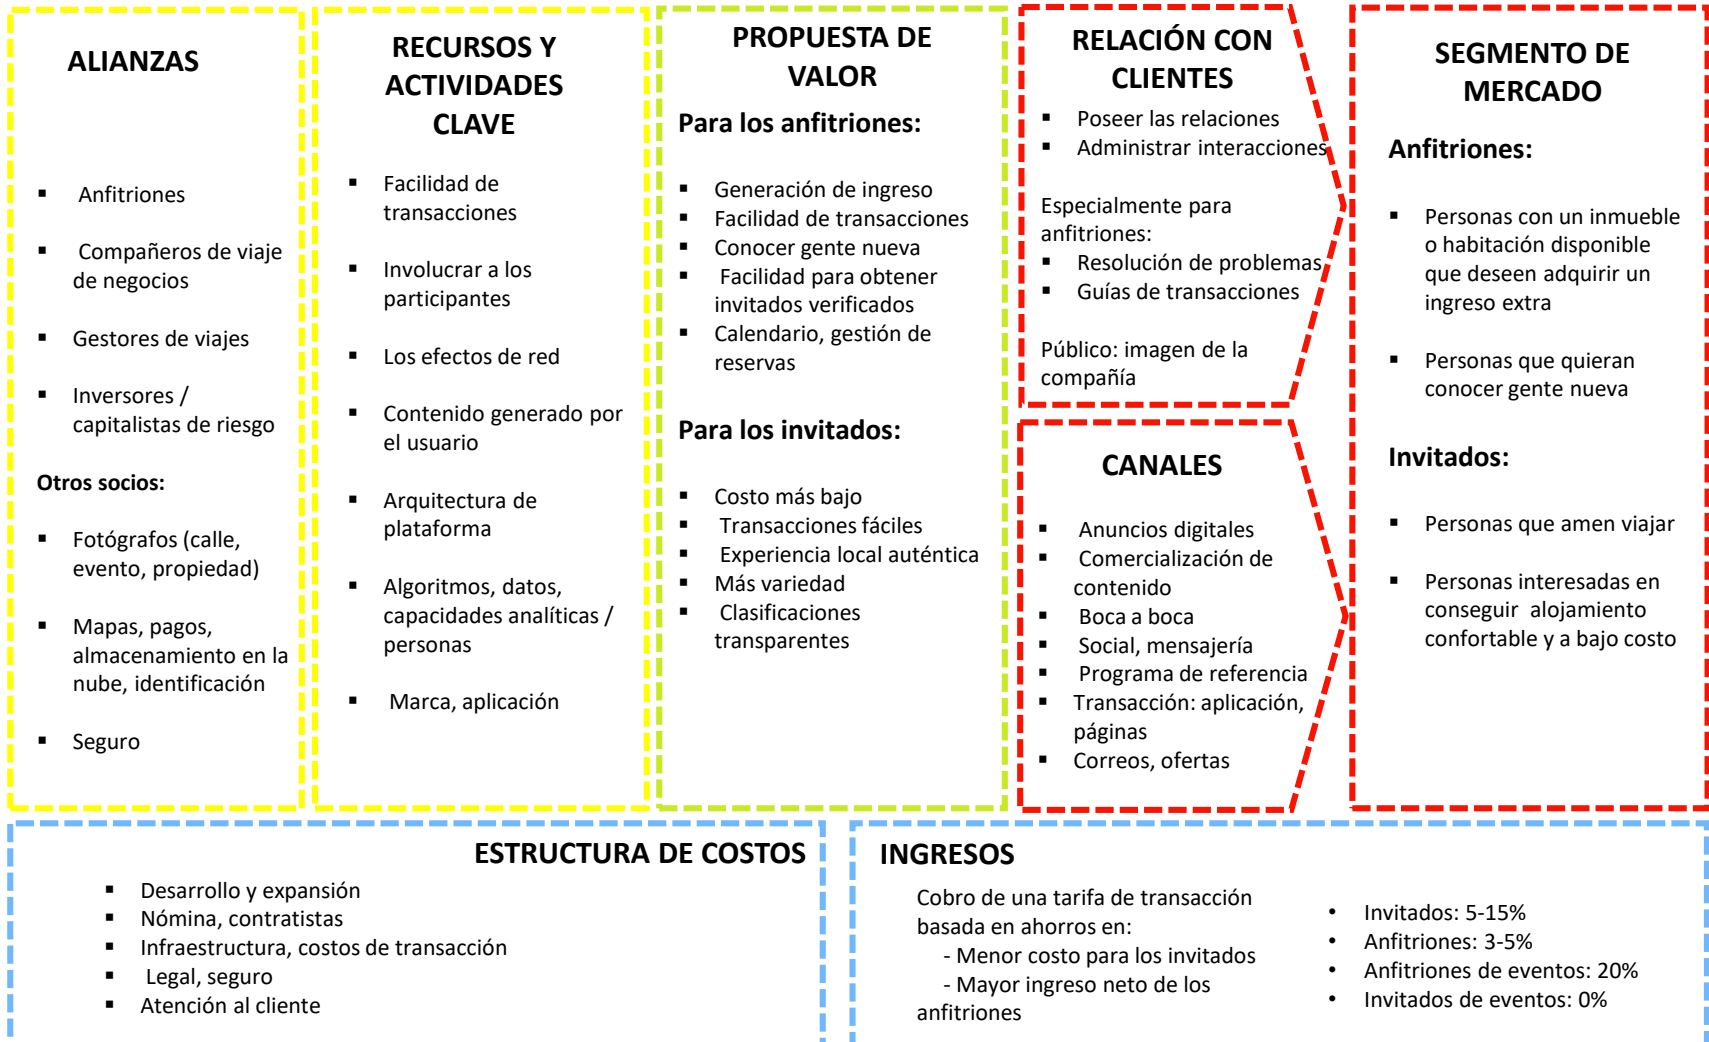 ALIANZAS
▪ Anfitriones
▪ Compañeros de viaje
de negocios
▪ Gestores de viajes
▪ Inversores /
capitalistas de riesgo
Otros socios:
▪ Fotógrafos (calle,
evento, propiedad)
▪ Mapas, pagos,
almacenamiento en la
nube, identificación
▪ Seguro
RECURSOS Y
ACTIVIDADES
CLAVE
▪ Facilidad de
transacciones
▪ Involucrar a los
participantes
▪ Los efectos de red
▪ Contenido generado por
el usuario
▪ Arquitectura de
plataforma
▪ Algoritmos, datos,
capacidades analíticas /
personas
▪ Marca, aplicación
PROPUESTA DE
VALOR
Para los anfitriones:
▪ Generación de ingreso
▪ Facilidad de transacciones
▪ Conocer gente nueva
▪ Facilidad para obtener
invitados verificados
▪ Calendario, gestión de
reservas
Para los invitados:
▪ Costo más bajo
▪ Transacciones fáciles
▪ Experiencia local auténtica
▪ Más variedad
▪ Clasificaciones
transparentes
RELACIÓN CON
CLIENTES
▪ Poseer las relaciones
▪ Administrar interacciones
Especialmente para
anfitriones:
▪ Resolución de problemas
▪ Guías de transacciones
Público: imagen de la
compañía
CANALES
▪ Anuncios digitales
▪ Comercialización de
contenido
▪ Boca a boca
▪ Social, mensajería
▪ Programa de referencia
▪ Transacción: aplicación,
páginas
▪ Correos, ofertas
SEGMENTO DE
MERCADO
Anfitriones:
▪ Personas con un inmueble
o habitación disponible
que deseen adquirir un
ingreso extra
▪ Personas que quieran
conocer gente nueva
Invitados:
▪ Personas que amen viajar
▪ Personas interesadas en
conseguir alojamiento
confortable y a bajo costo
ESTRUCTURA DE COSTOS
▪ Desarrollo y expansión
▪ Nómina, contratistas
▪ Infraestructura, costos de transacción
▪ Legal, seguro
▪ Atención al cliente
INGRESOS
Cobro de una tarifa de transacción
basada en ahorros en:
- Menor costo para los invitados
- Mayor ingreso neto de los
anfitriones
• Invitados: 5-15%
• Anfitriones: 3-5%
• Anfitriones de eventos: 20%
• Invitados de eventos: 0%